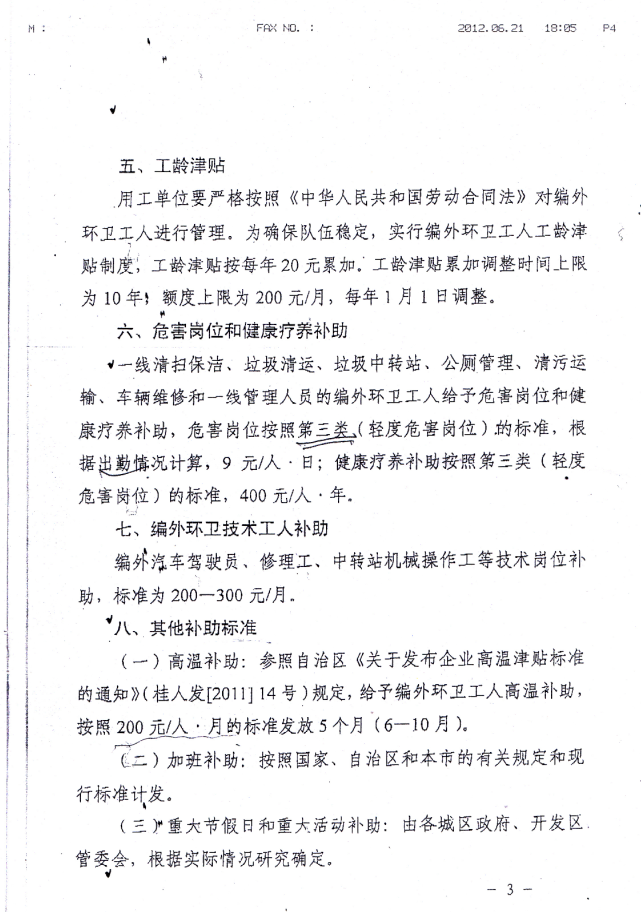 M :
FAX NO. :
2012.06.21 18:05 P4
五、工龄津贴
用工单位要严格按照《中华人民共和国劳动合同法》对编外
环卫工人进行管理。为确保队伍稳定，实行编外环卫工人工龄津
贴制度，工龄津贴按每年20元累加。工龄津贴累加调整时间上限
为10年，额度上限为200元/月，每年1月1日调整。
六、危害岗位和健康疗养补助
一线清扫保洁、垃圾清运、垃圾中转站、公厕管理、清污运
输、车辆维修和一线管理人员的编外环卫工人给予危害岗位和健
康疗养补助，危害岗位按照第三类（轻度危害岗位）的标准，根
据出勤情况计算，9元/人·日；健康疗养补助按照第三类（轻度
危害岗位）的标准，400元/人·年。
七、编外环卫技术工人补助
编外汽车驾驶员、修理工、中转站机械操作工等技术岗位补
助，标准为200—300元/月。
八、其他补助标准
（一）高温补助：参照自治区《关于发布企业高温津贴标准
的通知》（桂人发[2011]14号）规定，给予编外环卫工人高温补助，
按照200元/人·月的标准发放5个月（6—10月）。
（二）加班补助：按照国家、自治区和本市的有关规定和现
行标准计发。
（三）重大节假日和重大活动补助：由各城区政府、开发区
管委会，根据实际情况研究确定。
— 3 —